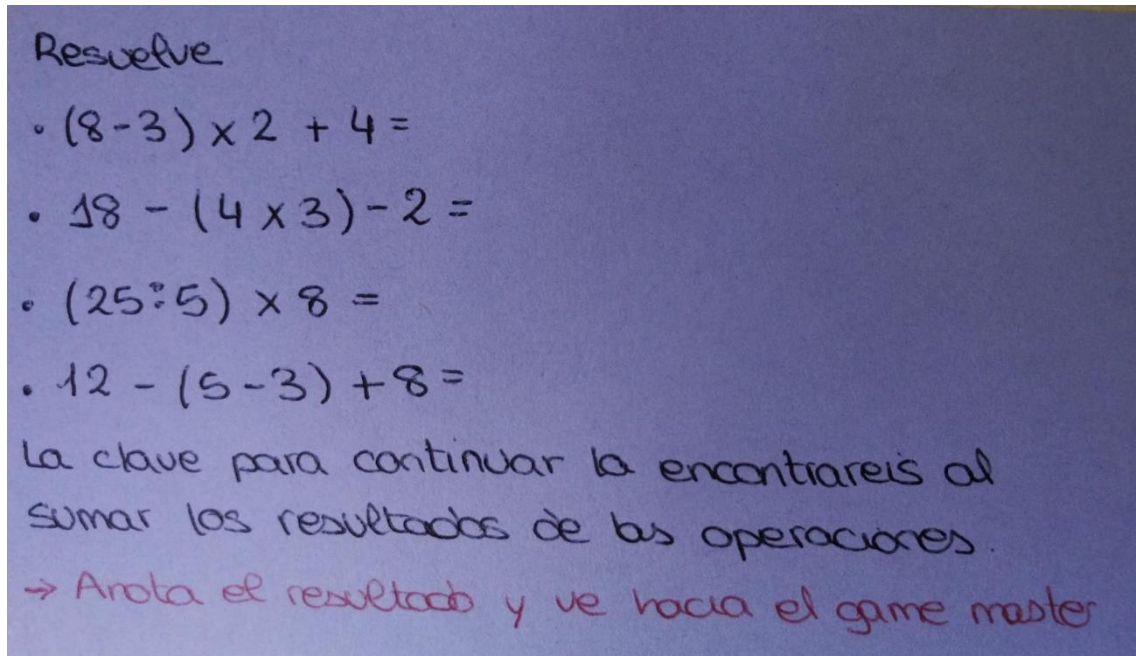 Resuelve
• (8-3) x 2 + 4 =
• 18 - (4 x 3) - 2 =
• (25:5) x 8 =
• 12 - (5-3) + 8 =
La clave para continuar la encontrareis al
sumar los resultados de las operaciones.
→ Anota el resultado y ve hacia el game master